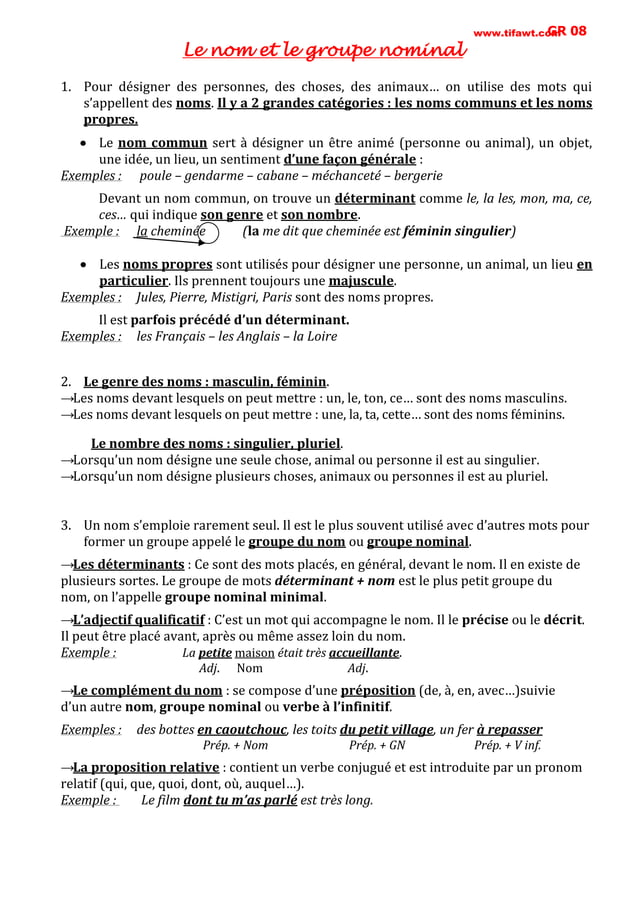 www.tifawt.com GR 08
Le nom et le groupe nominal
1. Pour désigner des personnes, des choses, des animaux… on utilise des mots qui
s’appellent des noms. Il y a 2 grandes catégories : les noms communs et les noms
propres.
• Le nom commun sert à désigner un être animé (personne ou animal), un objet,
une idée, un lieu, un sentiment d’une façon générale :
Exemples : poule – gendarme – cabane – méchanceté – bergerie
Devant un nom commun, on trouve un déterminant comme le, la les, mon, ma, ce,
ces… qui indique son genre et son nombre.
Exemple : la cheminée (la me dit que cheminée est féminin singulier)
• Les noms propres sont utilisés pour désigner une personne, un animal, un lieu en
particulier. Ils prennent toujours une majuscule.
Exemples : Jules, Pierre, Mistigri, Paris sont des noms propres.
Il est parfois précédé d’un déterminant.
Exemples : les Français – les Anglais – la Loire
2. Le genre des noms : masculin, féminin.
→Les noms devant lesquels on peut mettre : un, le, ton, ce… sont des noms masculins.
→Les noms devant lesquels on peut mettre : une, la, ta, cette… sont des noms féminins.
Le nombre des noms : singulier, pluriel.
→Lorsqu’un nom désigne une seule chose, animal ou personne il est au singulier.
→Lorsqu’un nom désigne plusieurs choses, animaux ou personnes il est au pluriel.
3. Un nom s’emploie rarement seul. Il est le plus souvent utilisé avec d’autres mots pour
former un groupe appelé le groupe du nom ou groupe nominal.
→Les déterminants : Ce sont des mots placés, en général, devant le nom. Il en existe de
plusieurs sortes. Le groupe de mots déterminant + nom est le plus petit groupe du
nom, on l’appelle groupe nominal minimal.
→L’adjectif qualificatif : C’est un mot qui accompagne le nom. Il le précise ou le décrit.
Il peut être placé avant, après ou même assez loin du nom.
Exemple : La petite maison était très accueillante.
Adj. Nom Adj.
→Le complément du nom : se compose d’une préposition (de, à, en, avec…)suivie
d’un autre nom, groupe nominal ou verbe à l’infinitif.
Exemples : des bottes en caoutchouc, les toits du petit village, un fer à repasser
Prép. + Nom Prép. + GN Prép. + V inf.
→La proposition relative : contient un verbe conjugué et est introduite par un pronom
relatif (qui, que, quoi, dont, où, auquel…).
Exemple : Le film dont tu m’as parlé est très long.